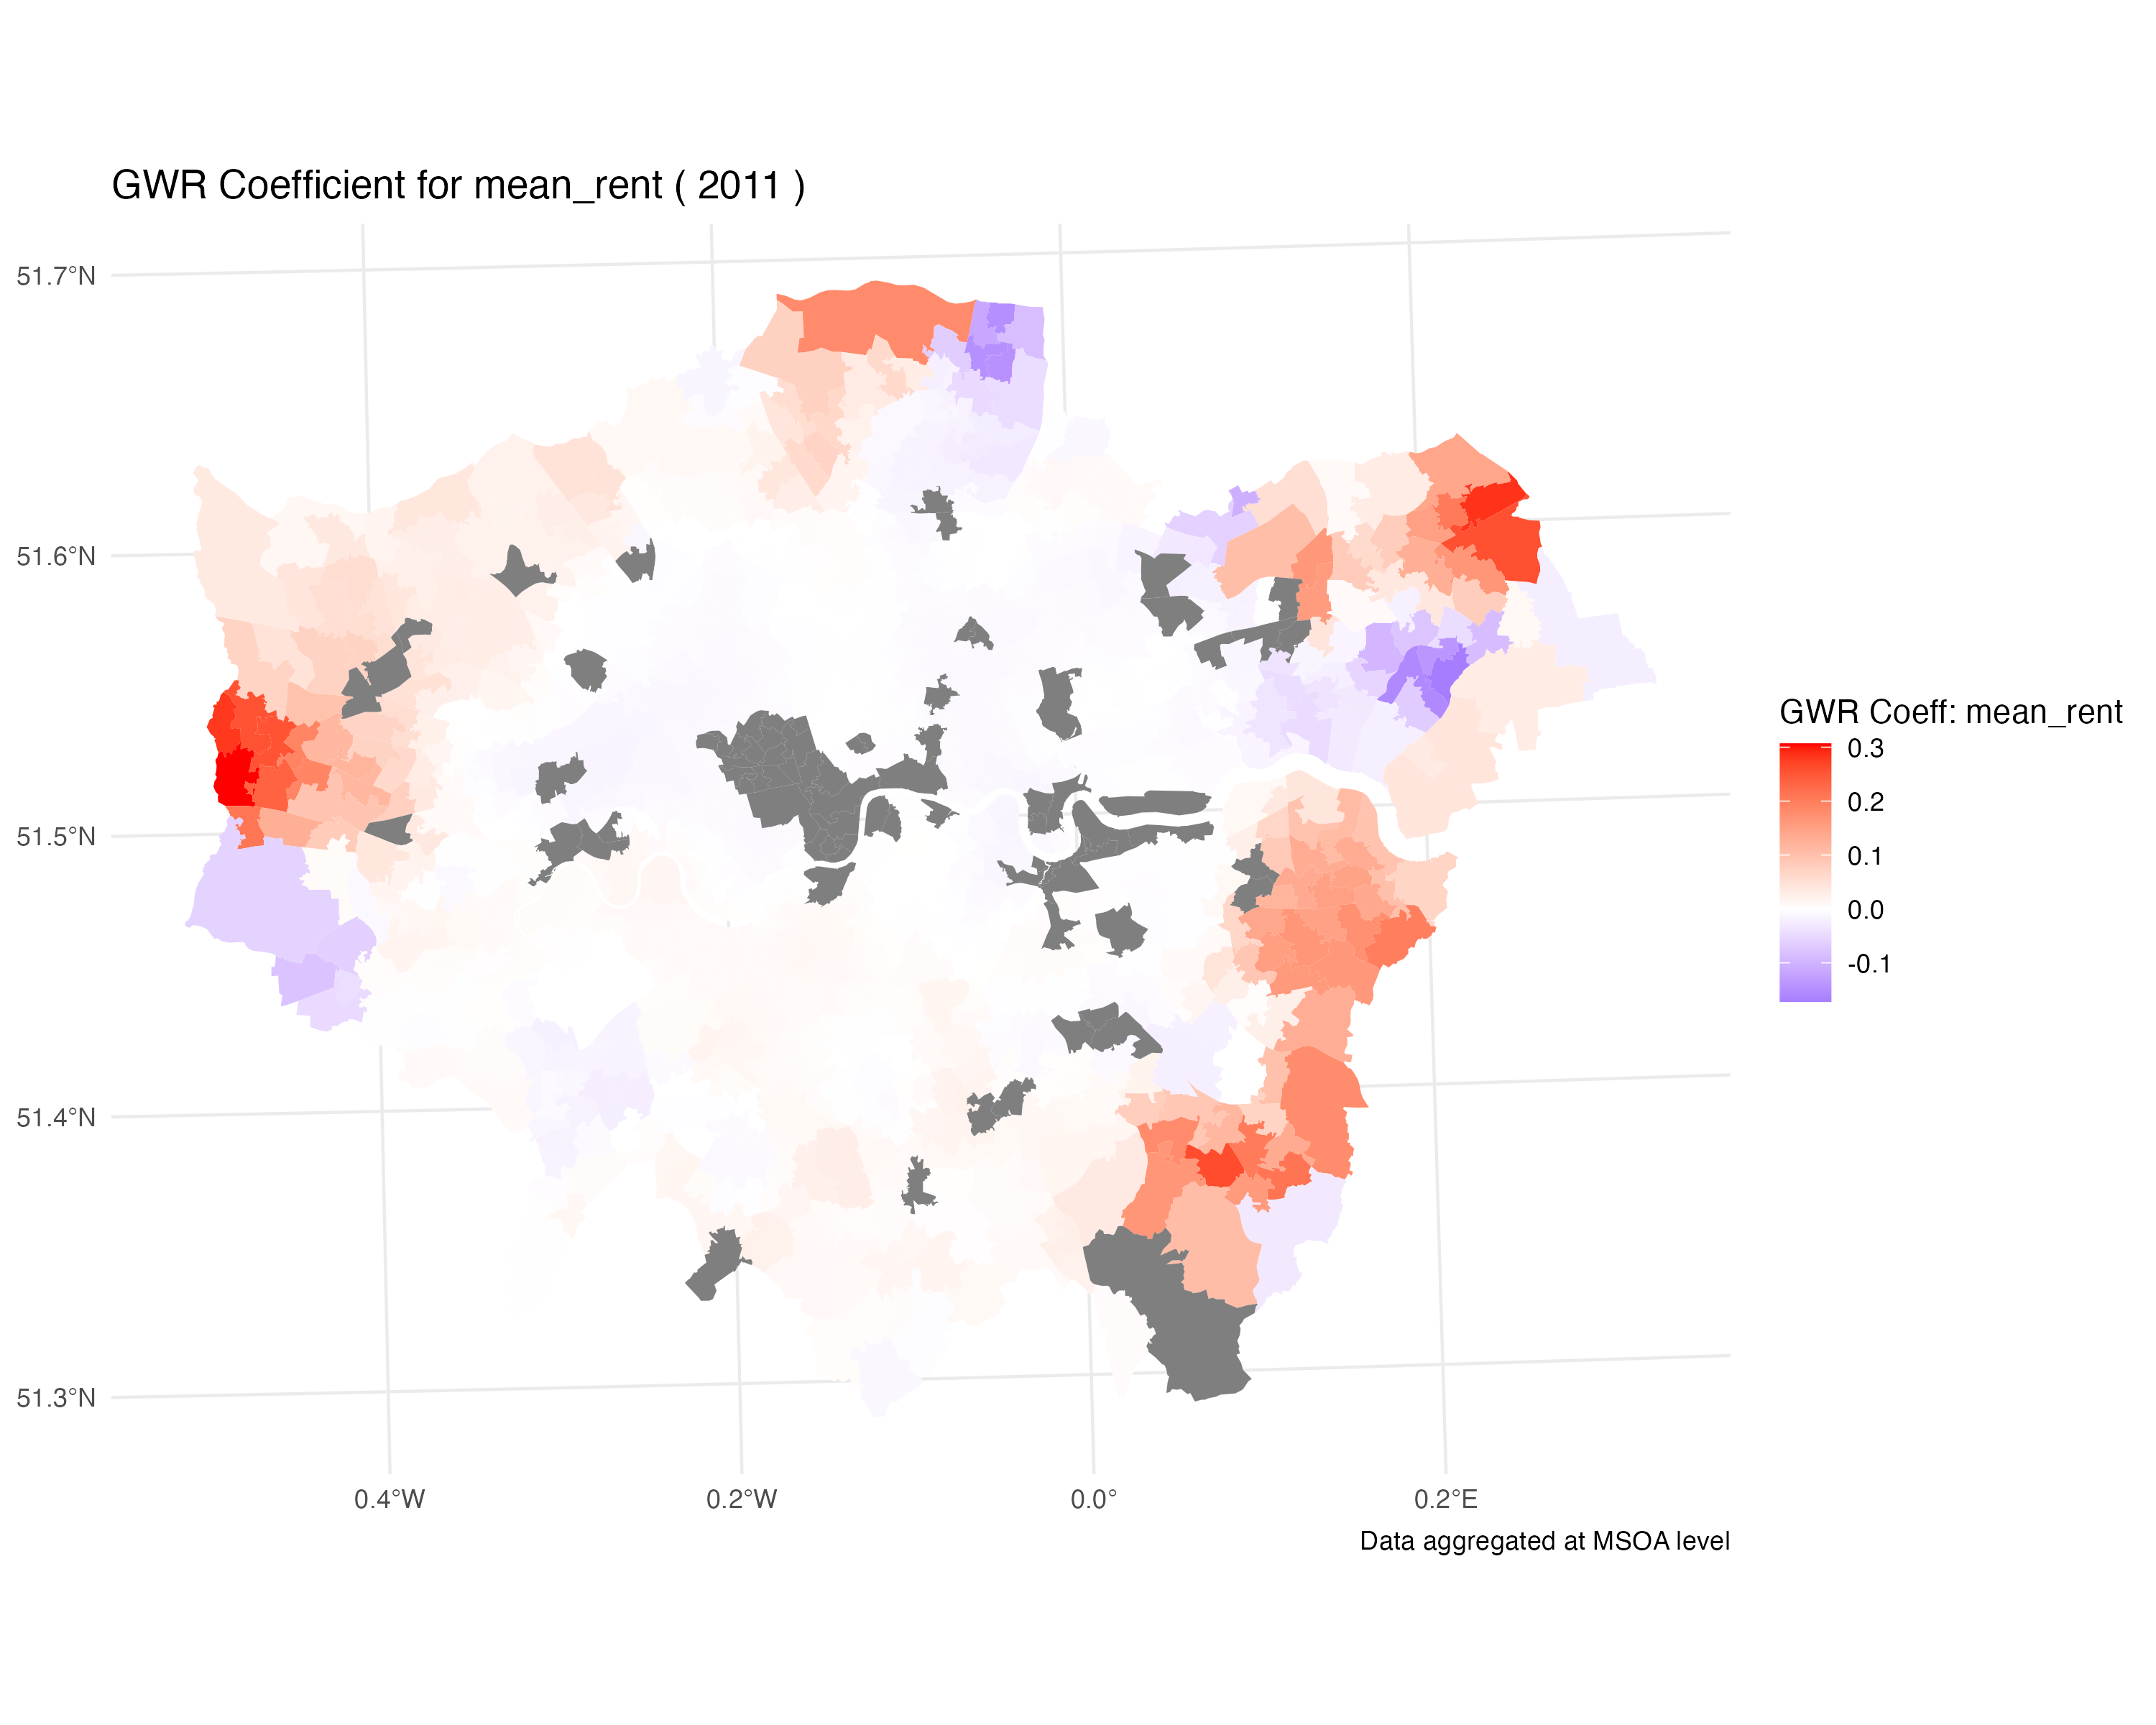 GWR Coefficient for mean_rent ( 2011 )
51.7°N
51.6°N
51.5°N
51.4°N
51.3°N
0.4°W
0.2°W
0.0°
0.2°E
GWR Coeff: mean_rent
0.3
0.2
0.1
0.0
-0.1
Data aggregated at MSOA level